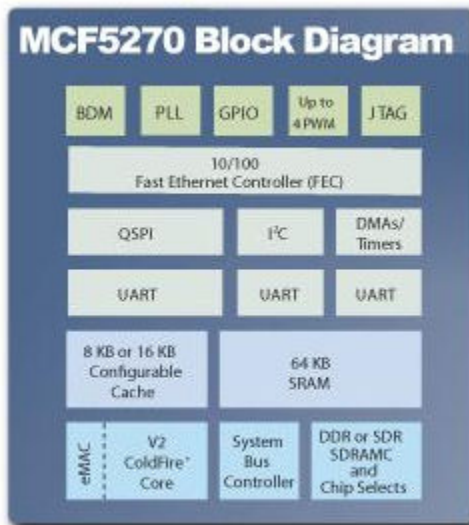 MCF5270 Block Diagram
BDM
PLL
GPIO
Up to
4 PWM
JTAG
10/100
Fast Ethernet Controller (FEC)
QSPI
I²C
DMAs/
Timers
UART
UART
UART
8 KB or 16 KB
Configurable
Cache
64 KB
SRAM
eMAC
V2
ColdFire®
Core
System
Bus
Controller
DDR or SDR
SDRAMC
and
Chip Selects